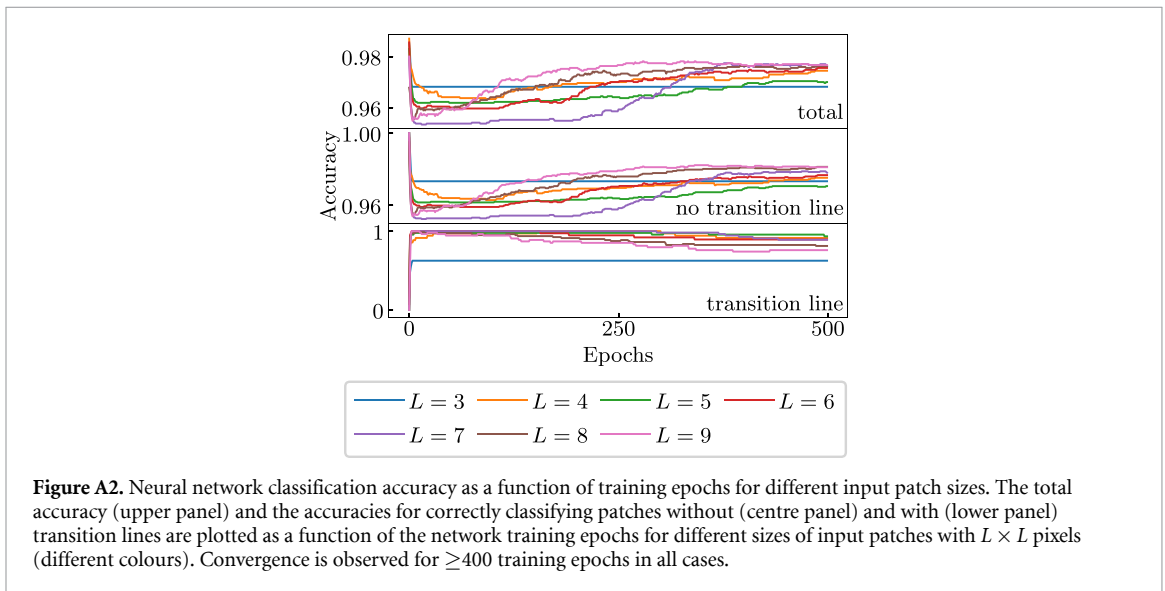 0.98
0.96
total
1.00
0.96
no transition line
Accuracy
1
0
transition line
0 250 500
Epochs
L = 3 L = 4 L = 5 L = 6
L = 7 L = 8 L = 9
Figure A2. Neural network classification accuracy as a function of training epochs for different input patch sizes. The total
accuracy (upper panel) and the accuracies for correctly classifying patches without (centre panel) and with (lower panel)
transition lines are plotted as a function of the network training epochs for different sizes of input patches with L × L pixels
(different colours). Convergence is observed for ≥400 training epochs in all cases.